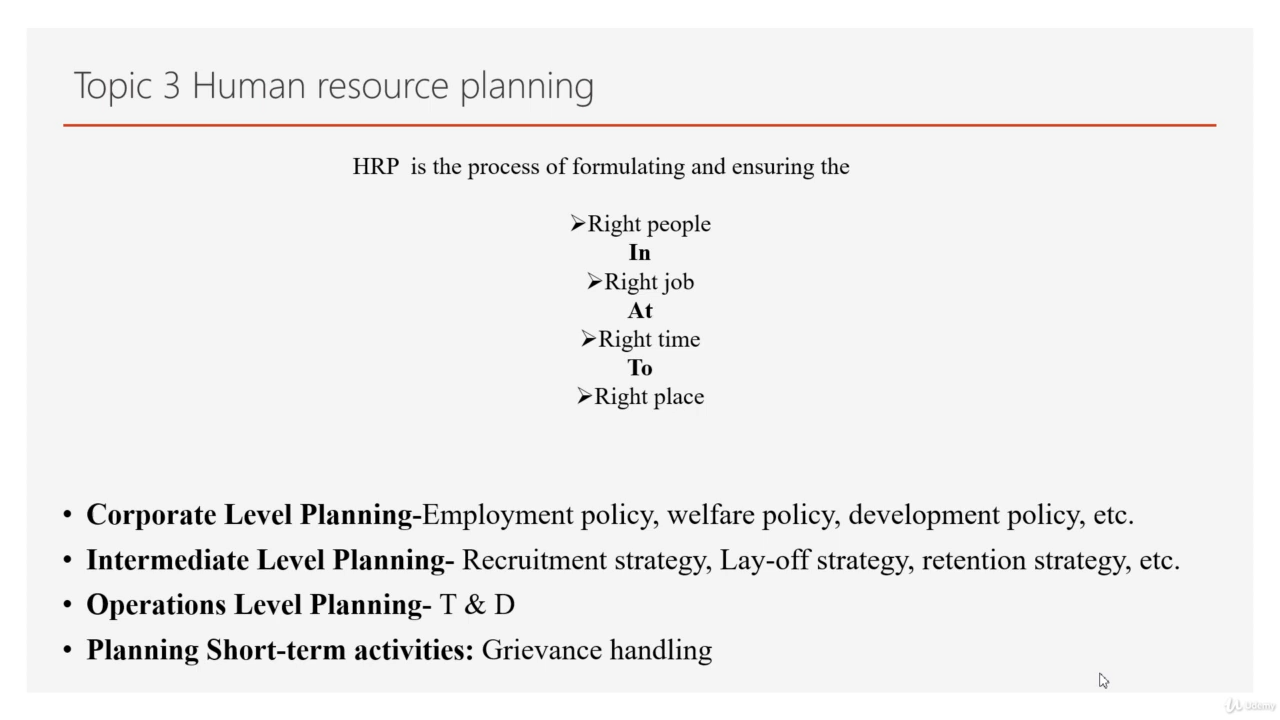 Topic 3 Human resource planning
HRP is the process of formulating and ensuring the
➢Right people
In
➢Right job
At
➢Right time
To
➢Right place
• Corporate Level Planning-Employment policy, welfare policy, development policy, etc.
• Intermediate Level Planning- Recruitment strategy, Lay-off strategy, retention strategy, etc.
• Operations Level Planning- T & D
• Planning Short-term activities: Grievance handling
Udemy